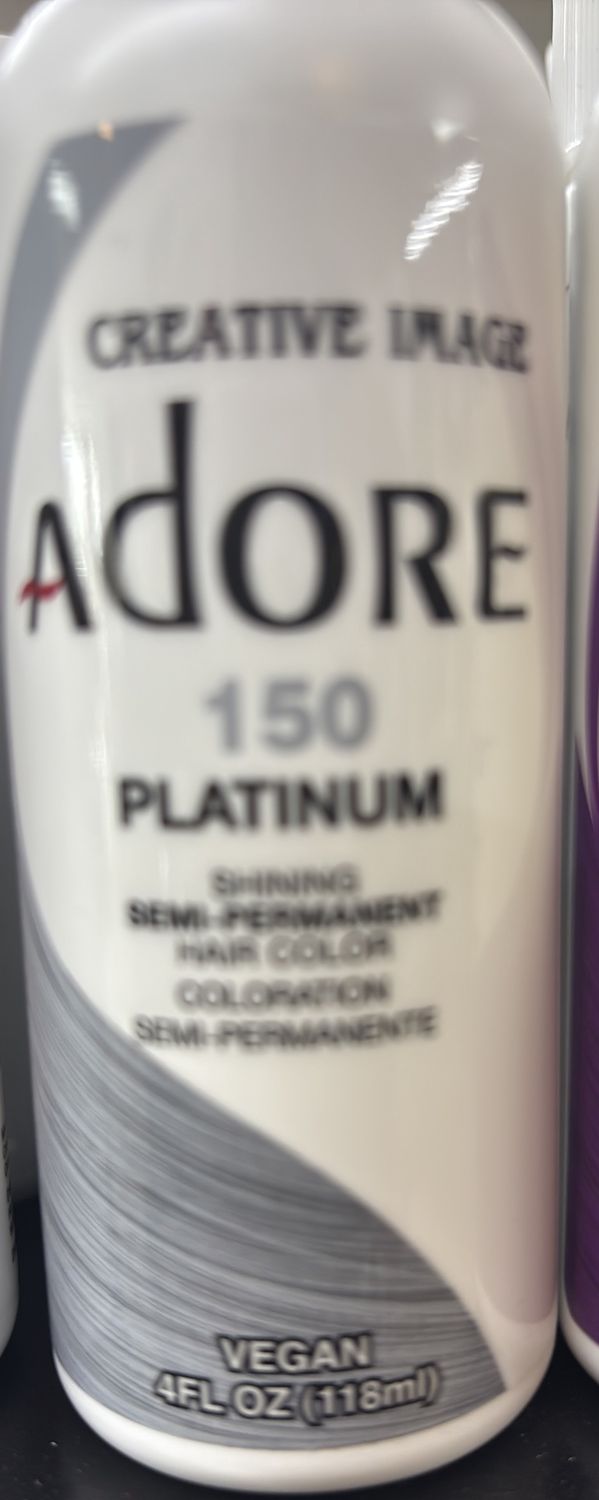 CREATIVE IMAGE
AdORE
150
PLATINUM
SHINING
SEMI-PERMANENT
HAIR COLOR
COLORATION
SEMI-PERMANENTE
VEGAN
4FL OZ (118ml)